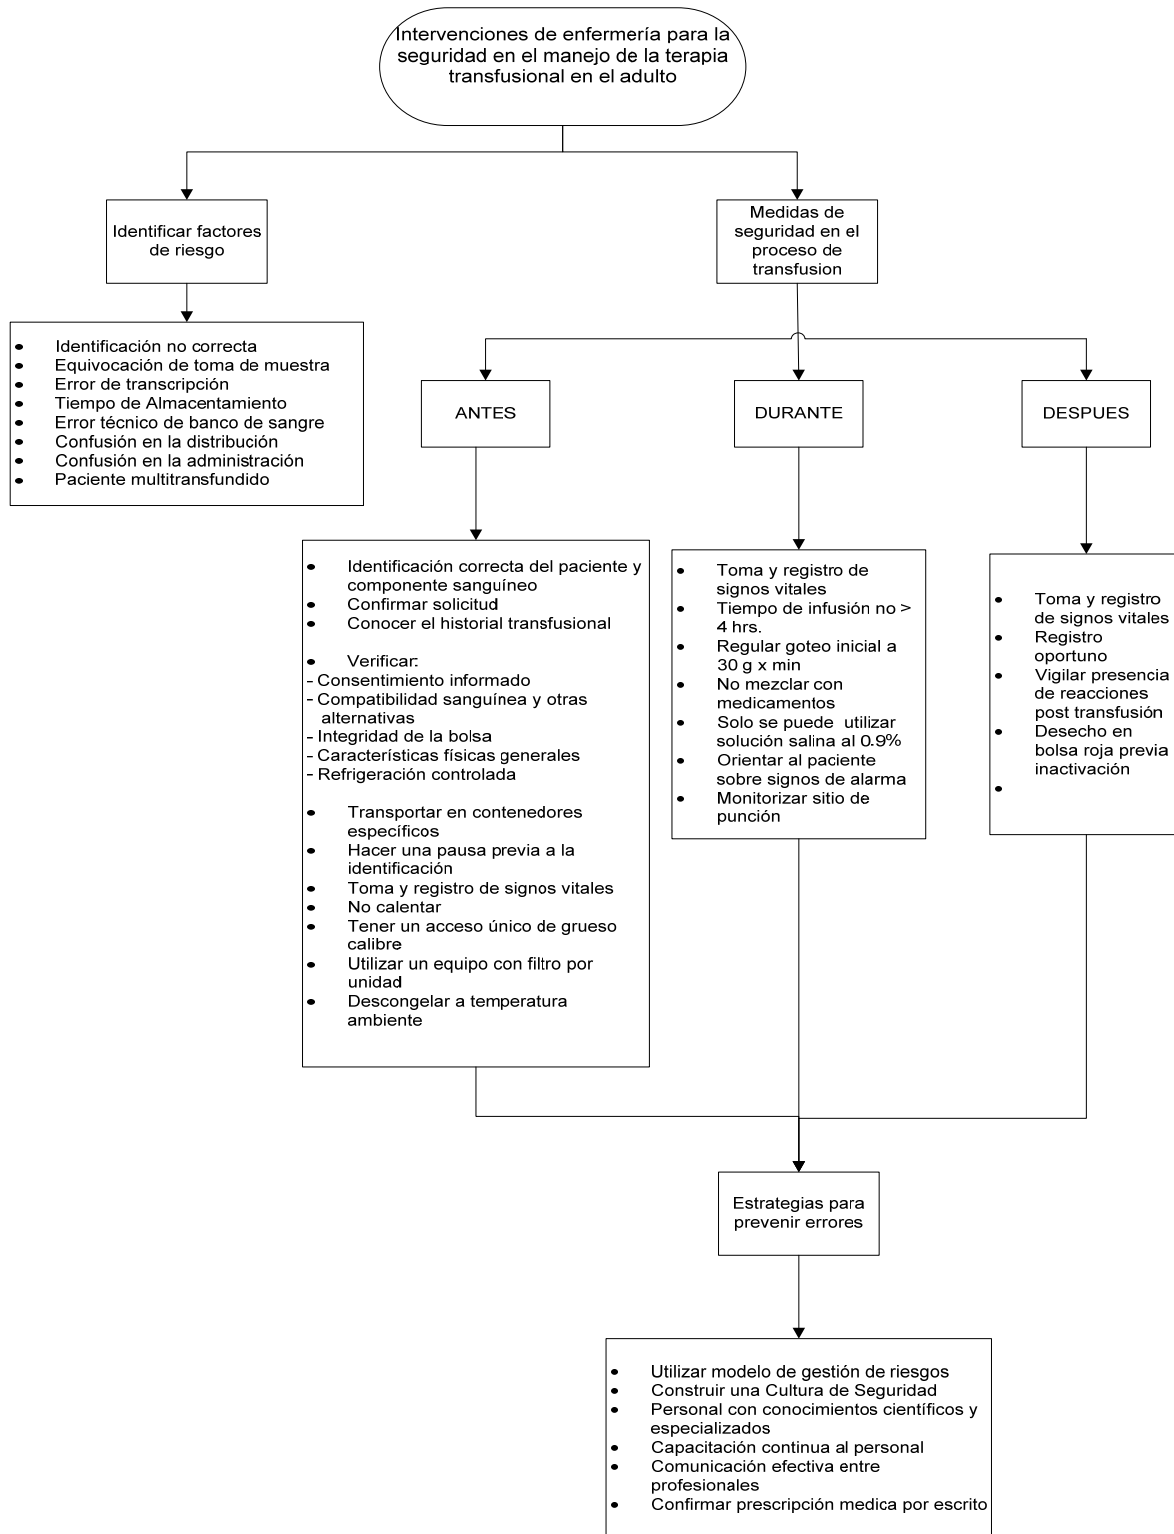 Intervenciones de enfermería para la
seguridad en el manejo de la terapia
transfusional en el adulto
Identificar factores
de riesgo
Medidas de
seguridad en el
proceso de
transfusion
• Identificación no correcta
• Equivocación de toma de muestra
• Error de transcripción
• Tiempo de Almacentamiento
• Error técnico de banco de sangre
• Confusión en la distribución
• Confusión en la administración
• Paciente multitransfundido
ANTES
DURANTE
DESPUES
• Identificación correcta del paciente y
componente sanguíneo
• Confirmar solicitud
• Conocer el historial transfusional
• Verificar:
- Consentimiento informado
- Compatibilidad sanguínea y otras
alternativas
- Integridad de la bolsa
- Características físicas generales
- Refrigeración controlada
• Transportar en contenedores
específicos
• Hacer una pausa previa a la
identificación
• Toma y registro de signos vitales
• No calentar
• Tener un acceso único de grueso
calibre
• Utilizar un equipo con filtro por
unidad
• Descongelar a temperatura
ambiente
• Toma y registro de
signos vitales
• Tiempo de infusión no >
4 hrs.
• Regular goteo inicial a
30 g x min
• No mezclar con
medicamentos
• Solo se puede utilizar
solución salina al 0.9%
• Orientar al paciente
sobre signos de alarma
• Monitorizar sitio de
punción
• Toma y registro
de signos vitales
• Registro
oportuno
• Vigilar presencia
de reacciones
post transfusión
• Desecho en
bolsa roja previa
inactivación
•
Estrategias para
prevenir errores
• Utilizar modelo de gestión de riesgos
• Construir una Cultura de Seguridad
• Personal con conocimientos científicos y
especializados
• Capacitación continua al personal
• Comunicación efectiva entre
profesionales
• Confirmar prescripción medica por escrito